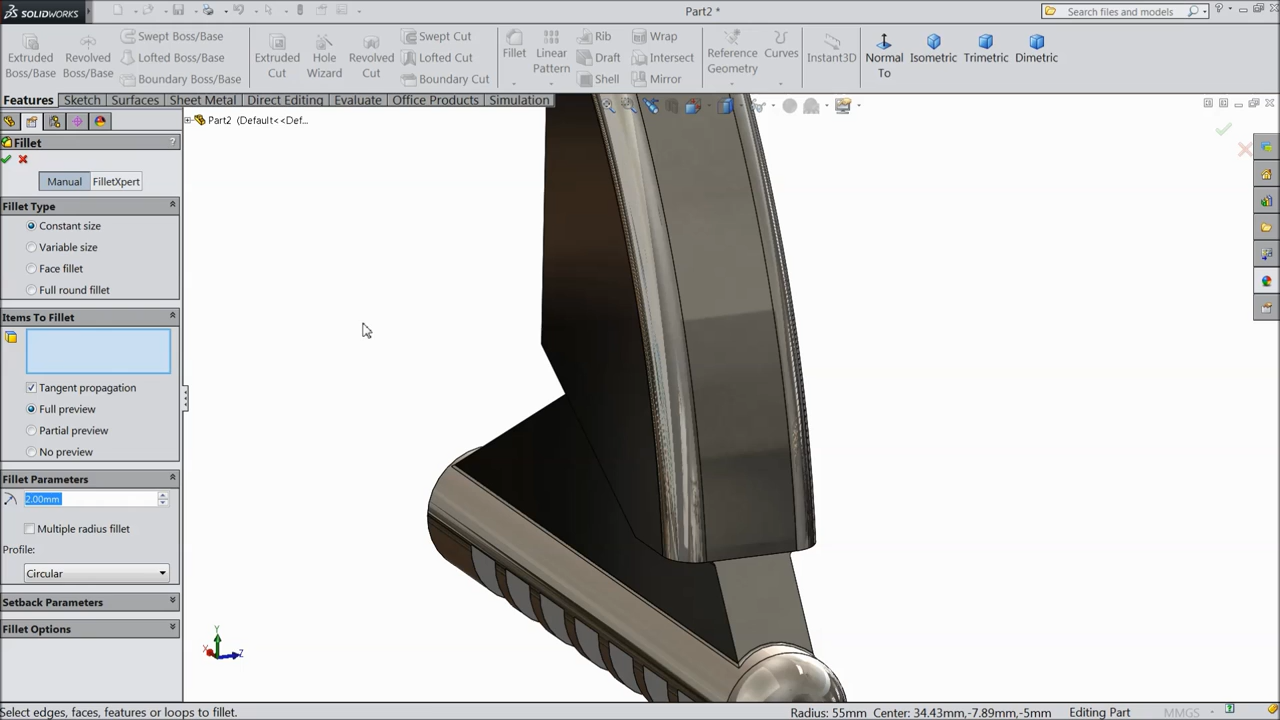 SOLIDWORKS
Part2 *
Search files and models
Extruded Boss/Base
Revolved Boss/Base
Swept Boss/Base
Lofted Boss/Base
Boundary Boss/Base
Extruded Cut
Hole Wizard
Revolved Cut
Swept Cut
Lofted Cut
Boundary Cut
Fillet
Linear Pattern
Rib
Draft
Shell
Wrap
Intersect
Mirror
Reference Geometry
Curves
Instant3D
Normal To
Isometric
Trimetric
Dimetric
Features
Sketch
Surfaces
Sheet Metal
Direct Editing
Evaluate
Office Products
Simulation
Part2 (Default<<Def...
Fillet
?
Manual
FilletXpert
Fillet Type
Constant size
Variable size
Face fillet
Full round fillet
Items To Fillet
Tangent propagation
Full preview
Partial preview
No preview
Fillet Parameters
2.00mm
Multiple radius fillet
Profile:
Circular
Setback Parameters
Fillet Options
Y
X
Z
Select edges, faces, features or loops to fillet.
Radius: 55mm Center: 34.43mm,-7.89mm,-5mm
Editing Part
MMGS